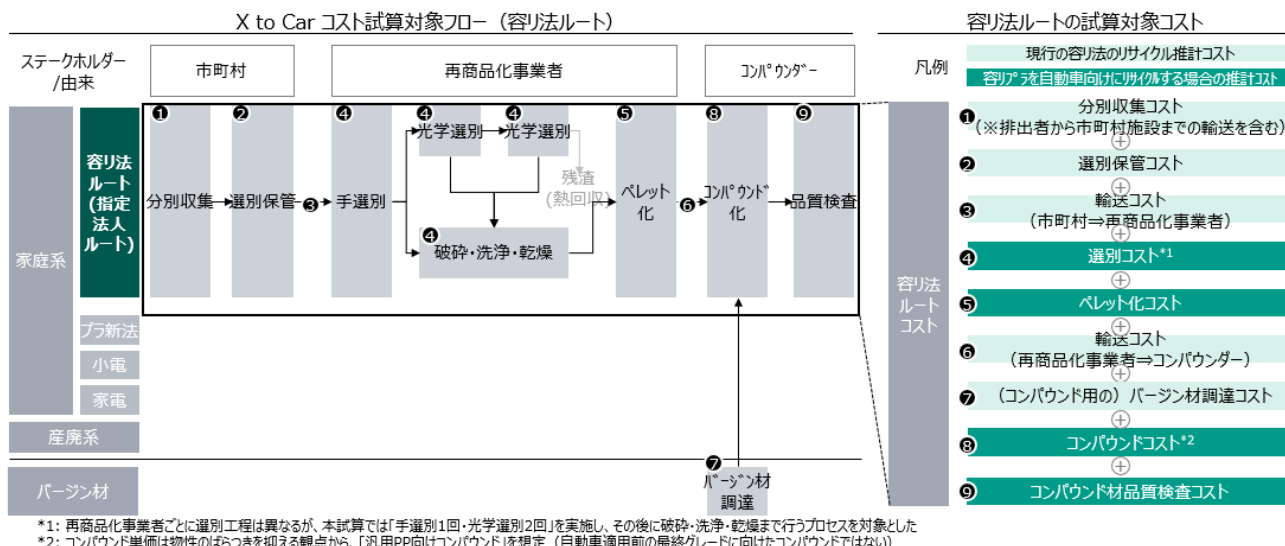 X to Car コスト試算対象フロー（容リ法ルート）
ステークホルダー
/由来
市町村
再商品化事業者
コンパウンダー
家庭系
容リ法
ルート
(指定
法人
ルート)
プラ新法
小電
家電
産廃系
バージン材
❶
分別収集
❷
選別保管
❸
❹
手選別
❹
光学選別
❹
光学選別
残渣
(熱回収)
❹
破砕・洗浄・乾燥
❺
ペレット
化
❻
❽
コンパウンド
化
❾
品質検査
❼
バージン材
調達
容リ法ルートの試算対象コスト
凡例
現行の容リ法のリサイクル推計コスト
容リプラを自動車向けにリサイクルする場合の推計コスト
容リ法
ルート
コスト
❶
分別収集コスト
（※排出者から市町村施設までの輸送を含む）
+
❷
選別保管コスト
+
❸
輸送コスト
（市町村⇒再商品化事業者）
+
❹
選別コスト*1
+
❺
ペレット化コスト
+
❻
輸送コスト
（再商品化事業者⇒コンパウンダー）
+
❼
（コンパウンド用の）バージン材調達コスト
+
❽
コンパウンドコスト*2
+
❾
コンパウンド材品質検査コスト
*1: 再商品化事業者ごとに選別工程は異なるが、本試算では「手選別1回・光学選別2回」を実施し、その後に破砕・洗浄・乾燥まで行うプロセスを対象とした
*2: コンパウンド単価は物性のばらつきを抑える観点から、「汎用PP向けコンパウンド」を想定（自動車適用前の最終グレードに向けたコンパウンドではない）